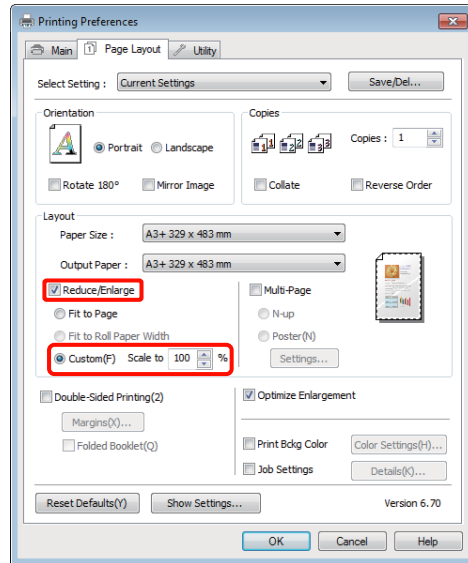 Printing Preferences
Main Page Layout Utility
Select Setting : Current Settings Save/Del...
Orientation
Portrait Landscape
Rotate 180° Mirror Image
Copies
Copies : 1
Collate Reverse Order
Layout
Paper Size : A3+ 329 x 483 mm
Output Paper : A3+ 329 x 483 mm
Reduce/Enlarge
Fit to Page
Fit to Roll Paper Width
Custom(F) Scale to 100 %
Multi-Page
N-up
Poster(N)
Settings...
Double-Sided Printing(2)
Margins(X)...
Folded Booklet(Q)
Optimize Enlargement
Print Bckg Color Color Settings(H)...
Job Settings Details(K)...
Reset Defaults(Y) Show Settings... Version 6.70
OK Cancel Help